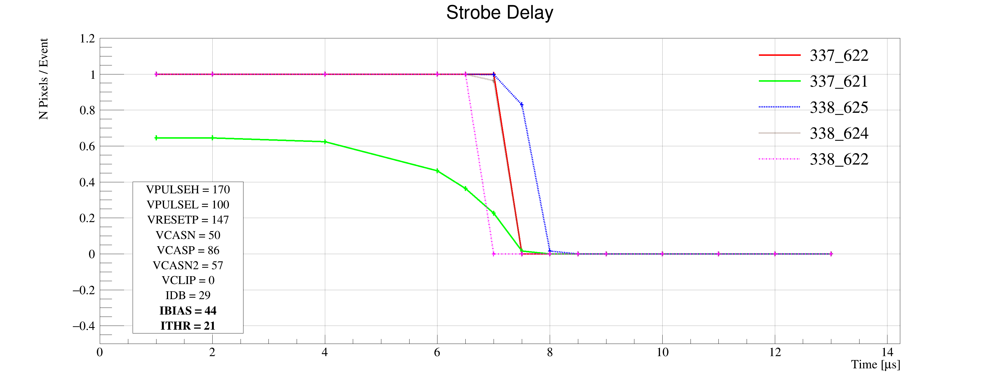 Strobe Delay
N Pixels / Event
1.2
1
0.8
0.6
0.4
0.2
0
−0.2
−0.4
337_622
337_621
338_625
338_624
338_622
VPULSEH = 170
VPULSEL = 100
VRESETP = 147
VCASN = 50
VCASP = 86
VCASN2 = 57
VCLIP = 0
IDB = 29
IBIAS = 44
ITHR = 21
0 2 4 6 8 10 12 14
Time [μs]